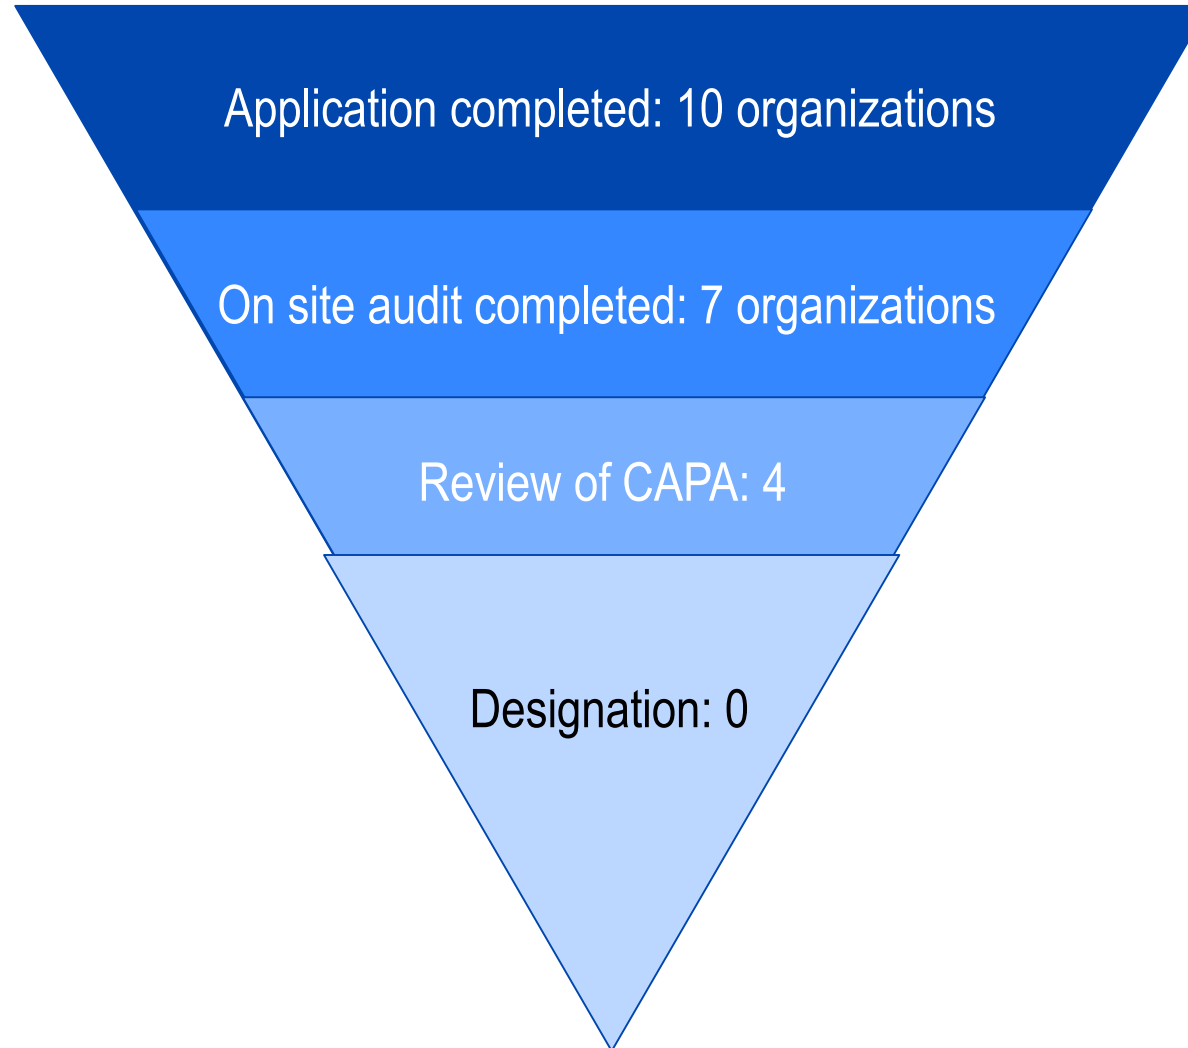 Application completed: 10 organizations
On site audit completed: 7 organizations
Review of CAPA: 4
Designation: 0